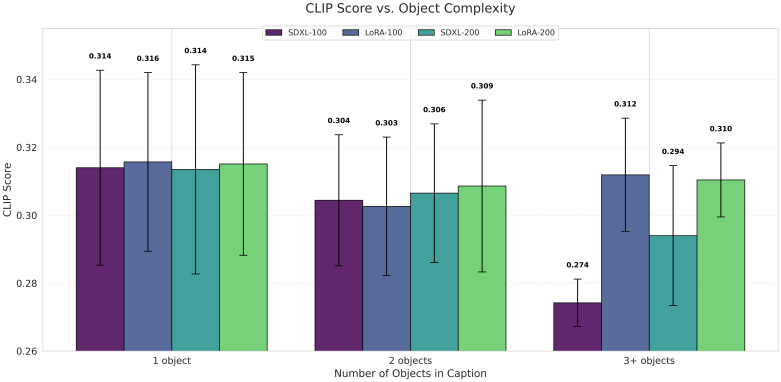 CLIP Score vs. Object Complexity
SDXL-100 LoRA-100 SDXL-200 LoRA-200
0.314 0.316 0.314 0.315
0.304 0.303 0.306 0.309
0.274 0.312 0.294 0.310
0.34
0.32
0.30
0.28
0.26
CLIP Score
1 object 2 objects 3+ objects
Number of Objects in Caption